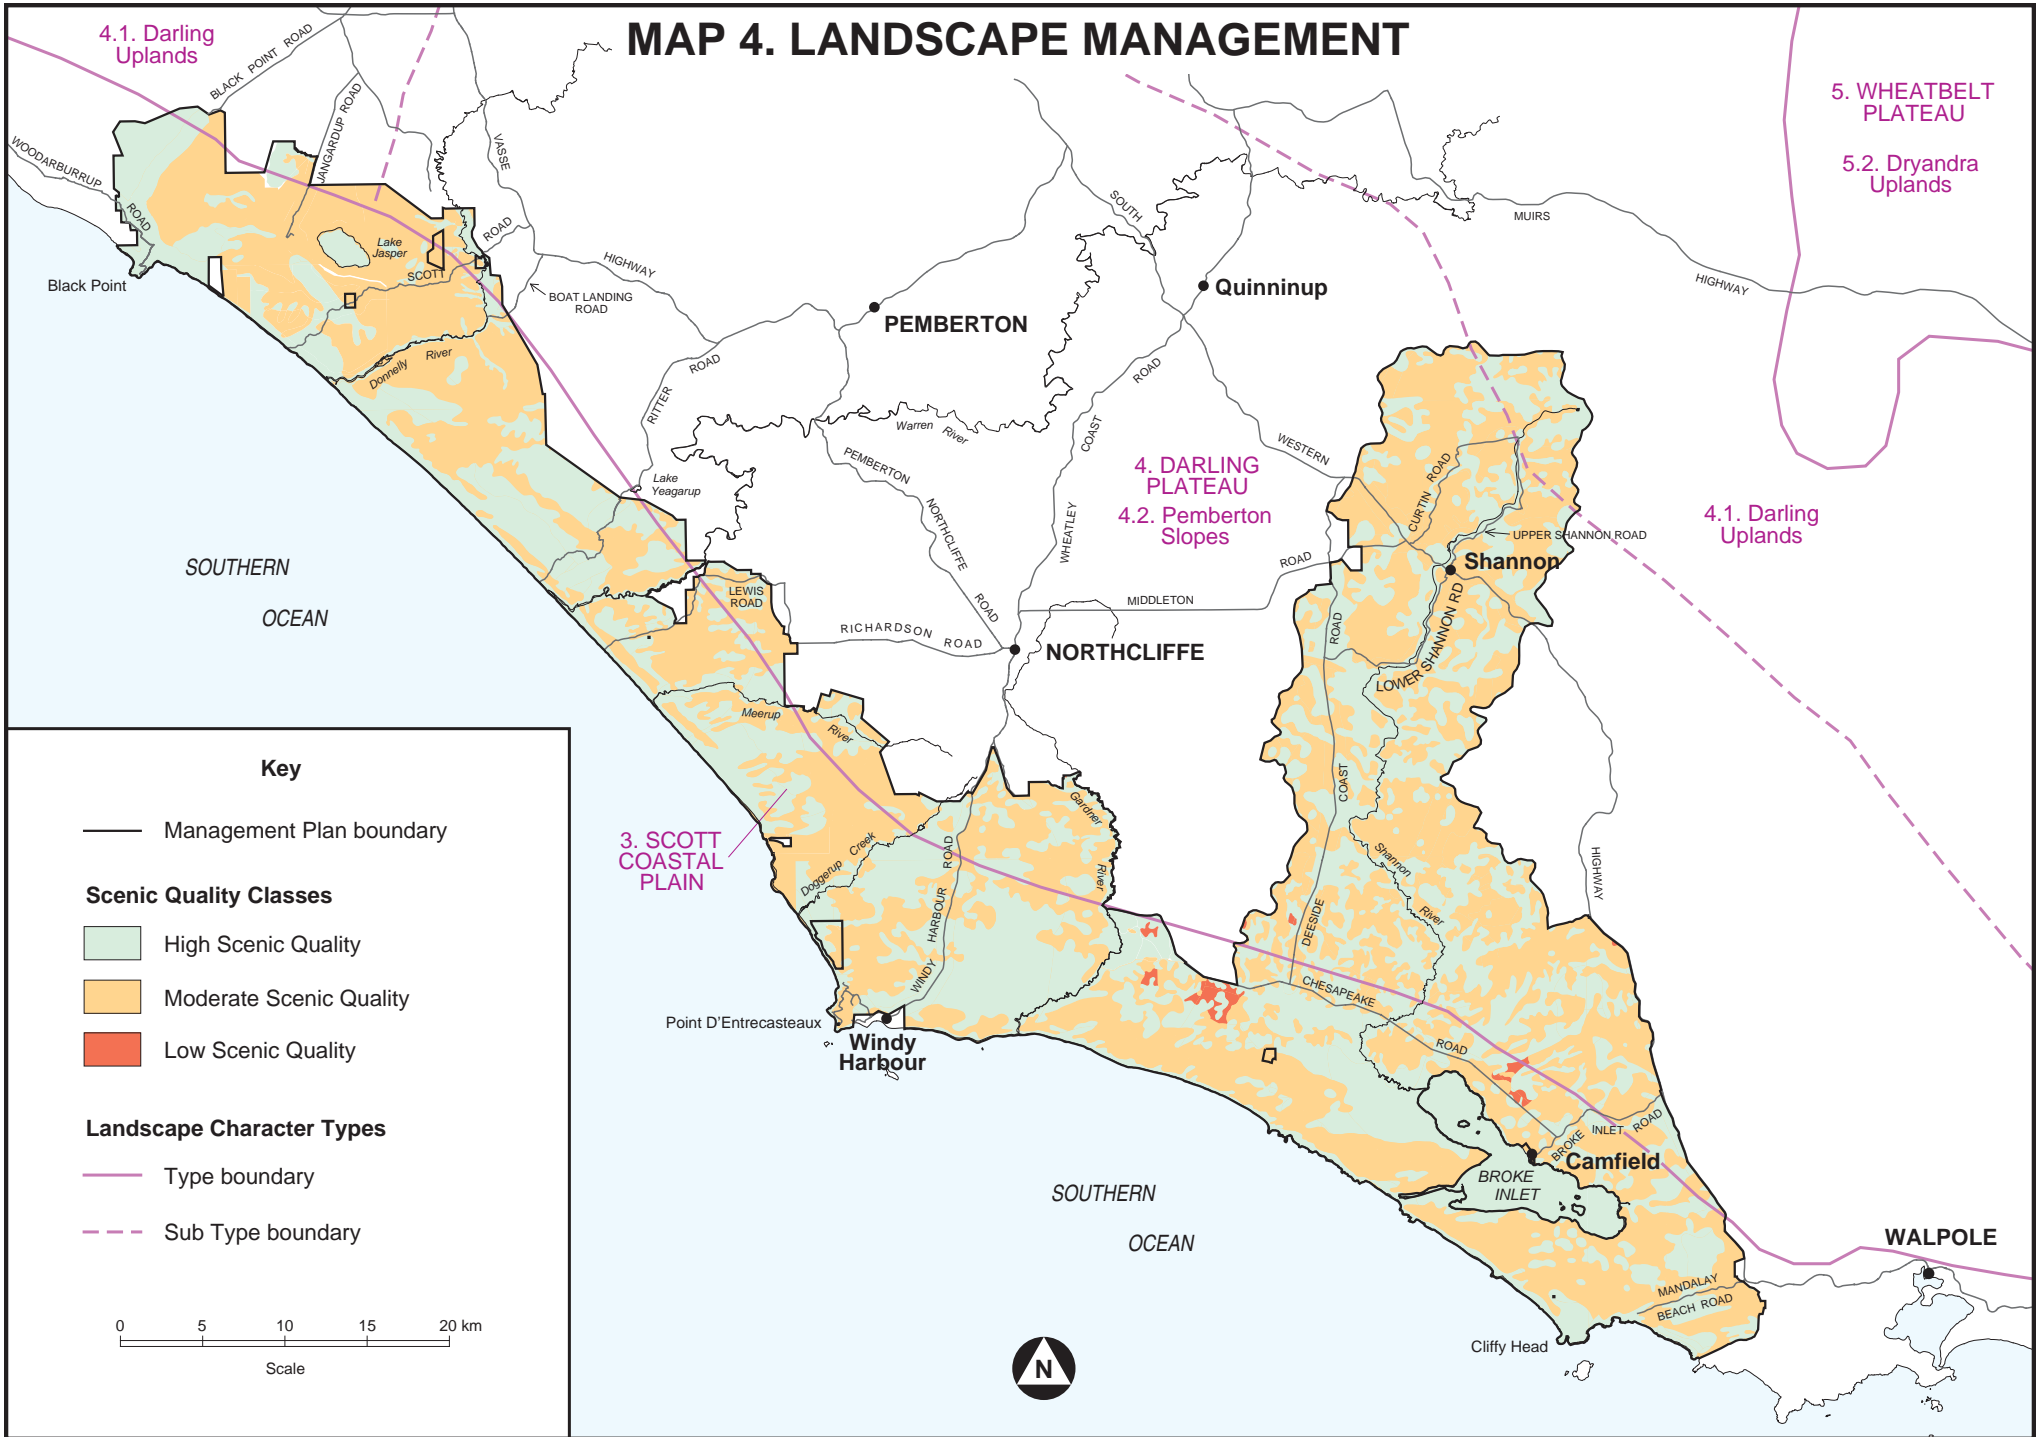 MAP 4. LANDSCAPE MANAGEMENT
4.1. Darling
Uplands
BLACK POINT ROAD
JANGARDUP ROAD
WOODARBURRUP
ROAD
VASSE
HIGHWAY
ROAD
SCOTT
Lake
Jasper
BOAT LANDING
ROAD
Black Point
Donnelly
River
5. WHEATBELT
PLATEAU
5.2. Dryandra
Uplands
SOUTH
MUIRS
HIGHWAY
Quinninup
PEMBERTON
ROAD
RITTER
ROAD
COAST
WHEATLEY
Warren
River
Lake
Yeagarup
PEMBERTON
NORTHCLIFFE
ROAD
4. DARLING
PLATEAU
4.2. Pemberton
Slopes
WESTERN
CURTIN ROAD
UPPER SHANNON ROAD
4.1. Darling
Uplands
Shannon
LOWER SHANNON RD
SOUTHERN
OCEAN
LEWIS
ROAD
RICHARDSON ROAD
MIDDLETON
ROAD
NORTHCLIFFE
ROAD
COAST
DEESIDE
Meerup
River
Gardner
River
Shannon
River
HIGHWAY
3. SCOTT
COASTAL
PLAIN
Doggerup Creek
WINDY
HARBOUR
ROAD
CHESAPEAKE
ROAD
Point D'Entrecasteaux
Windy
Harbour
BROKE
INLET
ROAD
Camfield
BROKE
INLET
SOUTHERN
OCEAN
WALPOLE
MANDALAY
BEACH ROAD
Cliffy Head
N
Key
Management Plan boundary
Scenic Quality Classes
High Scenic Quality
Moderate Scenic Quality
Low Scenic Quality
Landscape Character Types
Type boundary
Sub Type boundary
0 5 10 15 20 km
Scale